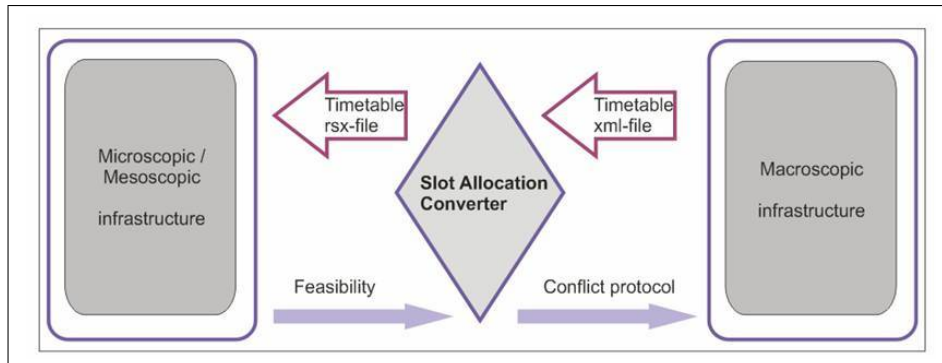 Timetable
rsx-file
Timetable
xml-file
Microscopic /
Mesoscopic
infrastructure
Slot Allocation
Converter
Macroscopic
infrastructure
Feasibility
Conflict protocol